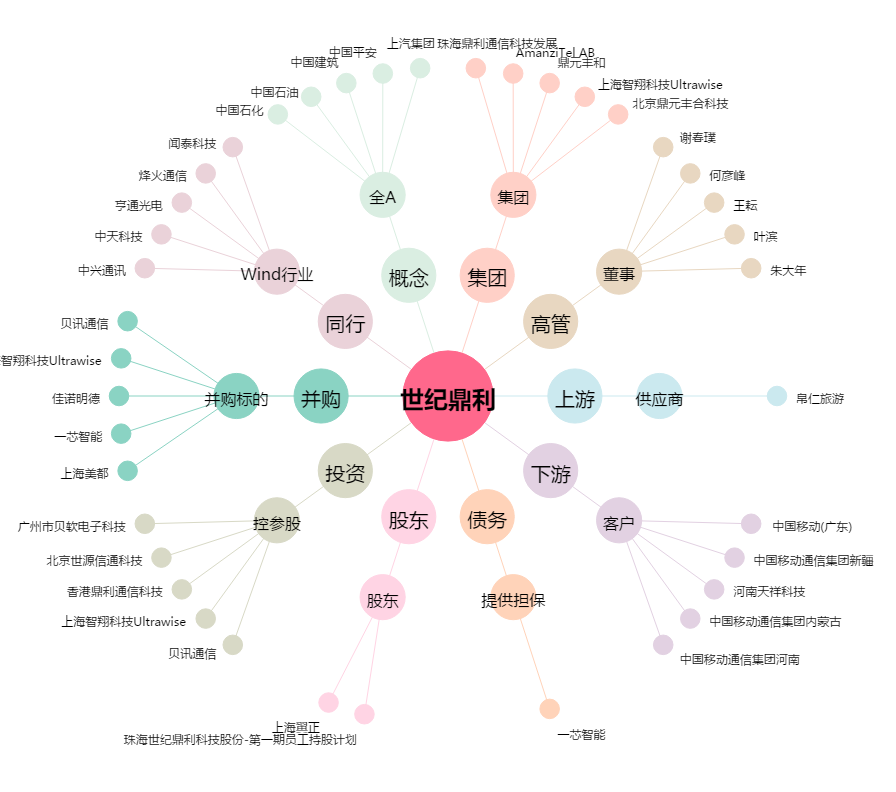 上汽集团
珠海鼎利通信科技发展
中国平安
AmanziTel AB
中国建筑
鼎元丰和
中国石油
上海智翔科技Ultrawise
中国石化
北京鼎元丰合科技
闻泰科技
谢春璞
烽火通信
何彦峰
全A
集团
亨通光电
王耘
中天科技
叶滨
中兴通讯
Wind行业
概念
集团
董事
朱大年
同行
高管
贝讯通信
智翔科技Ultrawise
佳诺明德
并购标的
并购
世纪鼎利
上游
供应商
帛仁旅游
一芯智能
上海美都
投资
下游
广州市贝软电子科技
控参股
股东
债务
客户
中国移动(广东)
北京世源信通科技
中国移动通信集团新疆
香港鼎利通信科技
股东
提供担保
河南天祥科技
上海智翔科技Ultrawise
中国移动通信集团内蒙古
贝讯通信
中国移动通信集团河南
珠海世纪鼎利科技股份-第一期员工持股计划
一芯智能